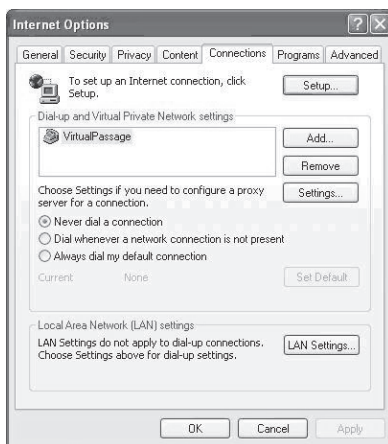 Internet Options
General Security Privacy Content Connections Programs Advanced
To set up an Internet connection, click
Setup.
Setup...
Dial-up and Virtual Private Network settings
VirtualPassage
Add...
Remove
Choose Settings if you need to configure a proxy
server for a connection.
Settings...
Never dial a connection
Dial whenever a network connection is not present
Always dial my default connection
Current None
Set Default
Local Area Network (LAN) settings
LAN Settings do not apply to dial-up connections.
Choose Settings above for dial-up settings.
LAN Settings...
OK Cancel Apply